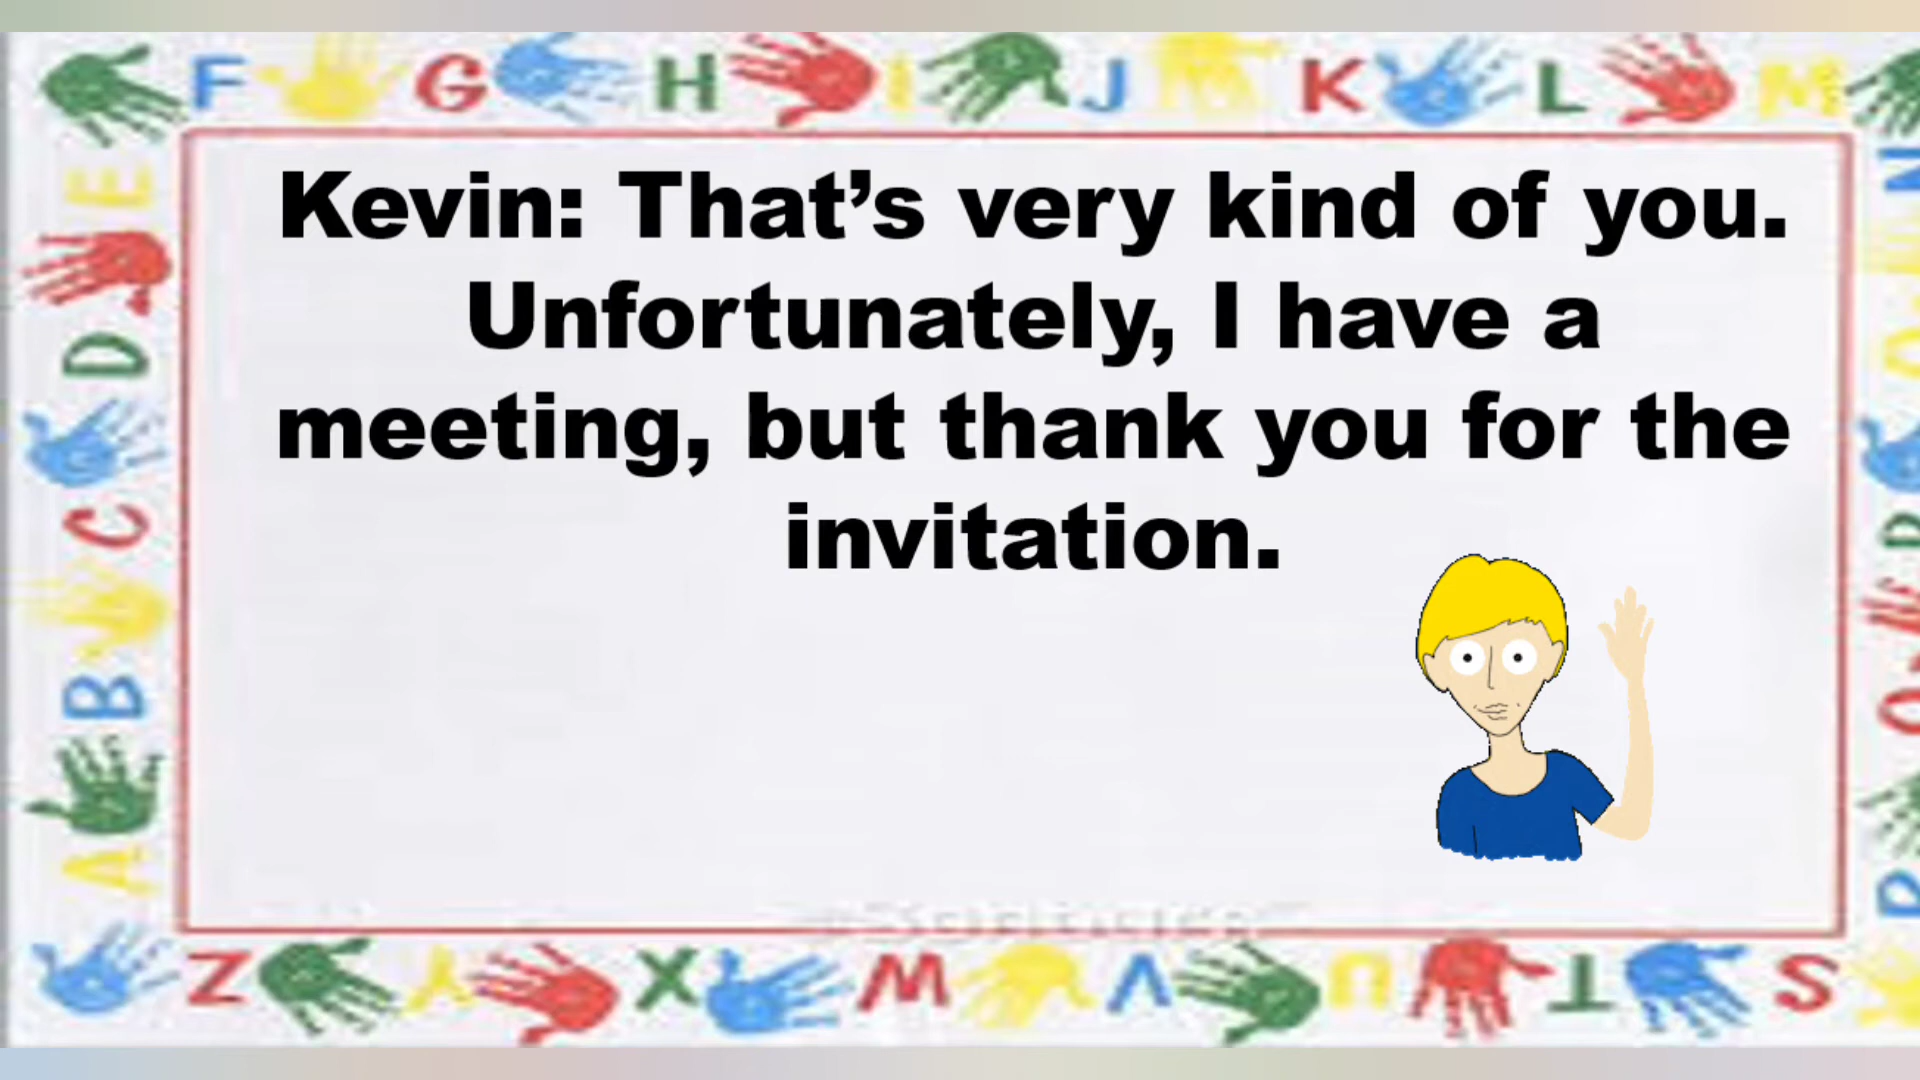 F G H I J K L M
Kevin: That’s very kind of you.
Unfortunately, I have a
meeting, but thank you for the
invitation.
E
D
C
B
A
Z Y X W V U T S
N
O
P
Q
R